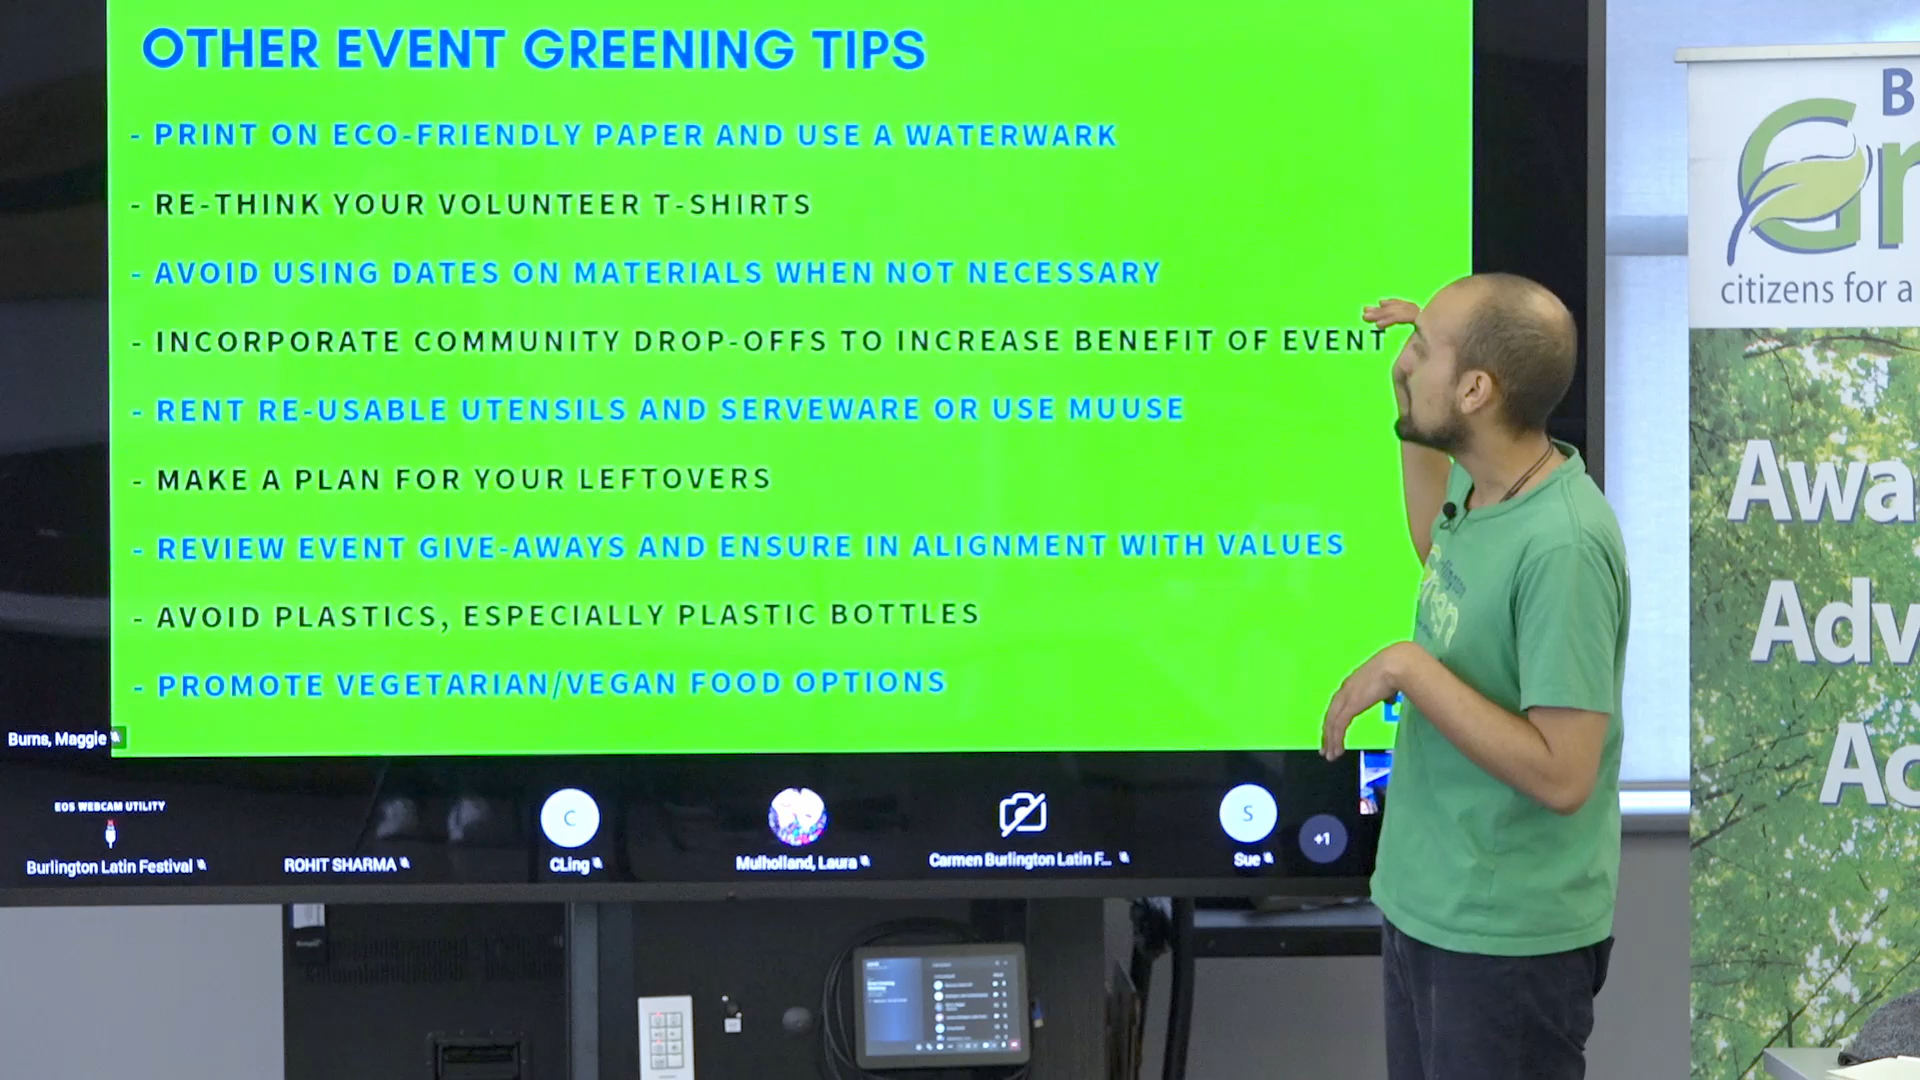 OTHER EVENT GREENING TIPS
- PRINT ON ECO-FRIENDLY PAPER AND USE A WATERWARK
- RE-THINK YOUR VOLUNTEER T-SHIRTS
- AVOID USING DATES ON MATERIALS WHEN NOT NECESSARY
- INCORPORATE COMMUNITY DROP-OFFS TO INCREASE BENEFIT OF EVENT
- RENT RE-USABLE UTENSILS AND SERVEWARE OR USE MUUSE
- MAKE A PLAN FOR YOUR LEFTOVERS
- REVIEW EVENT GIVE-AWAYS AND ENSURE IN ALIGNMENT WITH VALUES
- AVOID PLASTICS, ESPECIALLY PLASTIC BOTTLES
- PROMOTE VEGETARIAN/VEGAN FOOD OPTIONS
Burns, Maggie
EOS WEBCAM UTILITY
Burlington Latin Festival
ROHIT SHARMA
C
CLing
Mulholland, Laura
Carmen Burlington Latin F...
S
Sue
+1
B
Gr
citizens for a
Awa
Adv
Ac